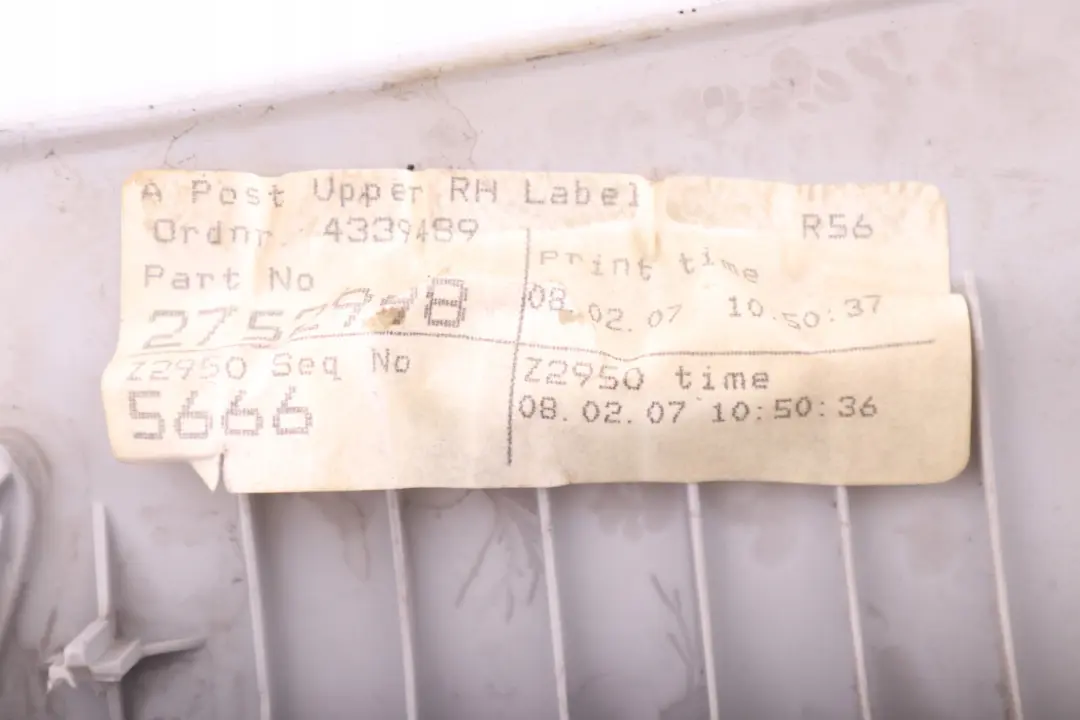 A Post Upper RH Label
Ordnr. 4339489 R56
Part No
Print time
08.02.07 10.50:37
Z2950 Seq No
5666
Z2950 time
08.02.07 10:50:36